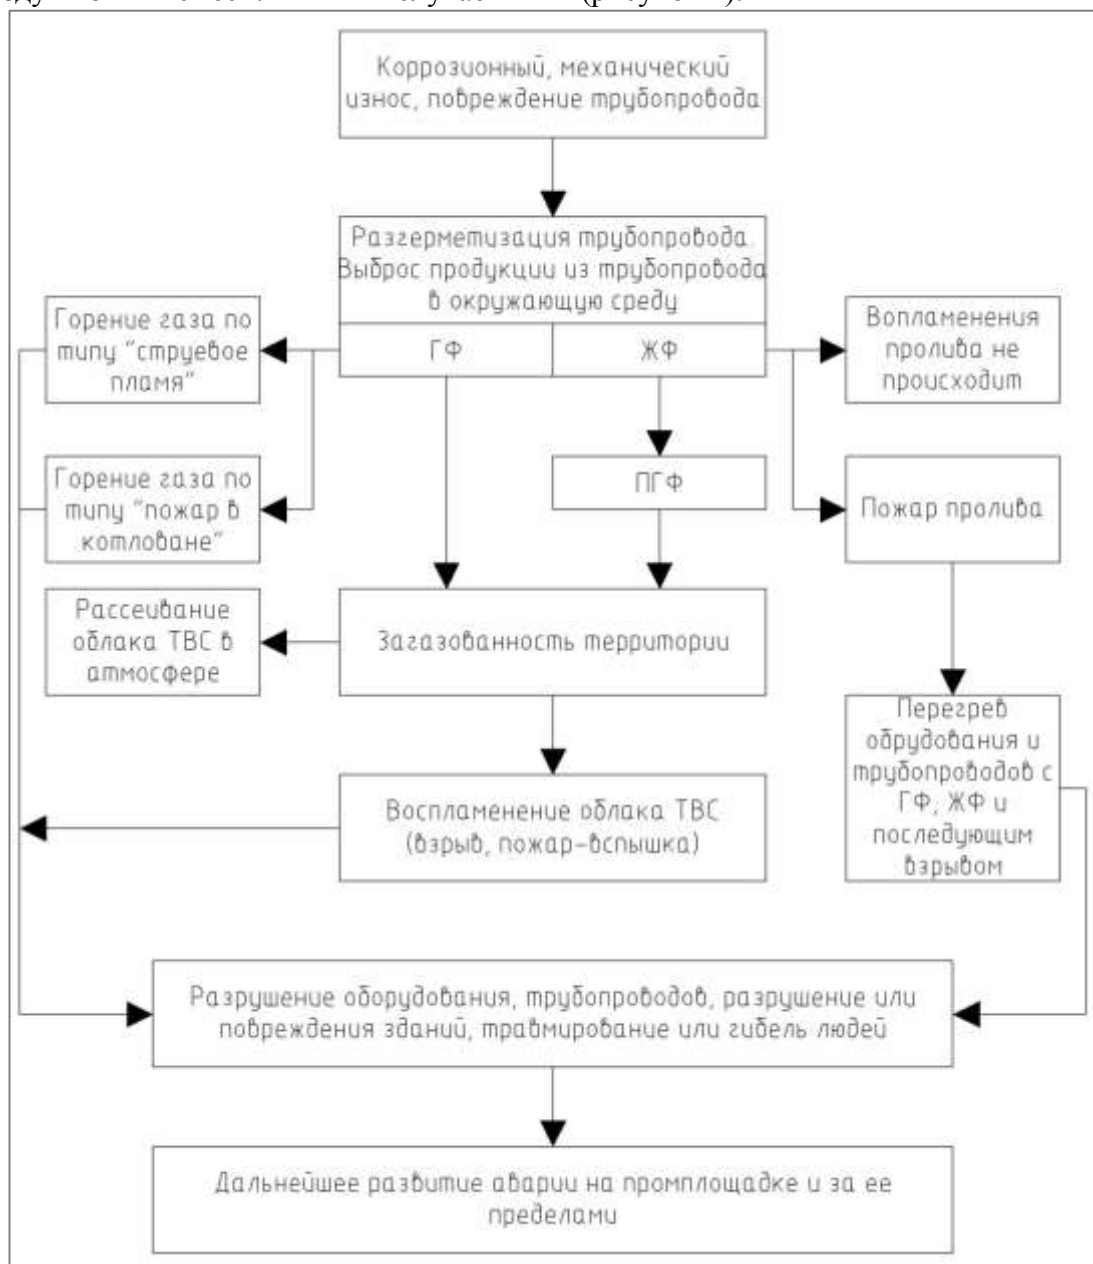 Коррозионный, механический
износ, повреждение трубопровода
Разгерметизация трубопровода.
Выброс продукции из трубопровода
в окружающую среду
ГФ
ЖФ
Горение газа по
типу "струевое
пламя"
Вопламенения
пролива не
происходит
Горение газа по
типу "пожар в
котловане"
ПГФ
Пожар пролива
Рассеивание
облака ТВС в
атмосфере
Загазованность территории
Перегрев
обрудования и
трубопроводов с
ГФ, ЖФ и
последующим
взрывом
Воспламенение облака ТВС
(взрыв, пожар-вспышка)
Разрушение оборудования, трубопроводов, разрушение или
повреждения зданий, травмирование или гибель людей
Дальнейшее развитие аварии на промплощадке и за ее
пределами